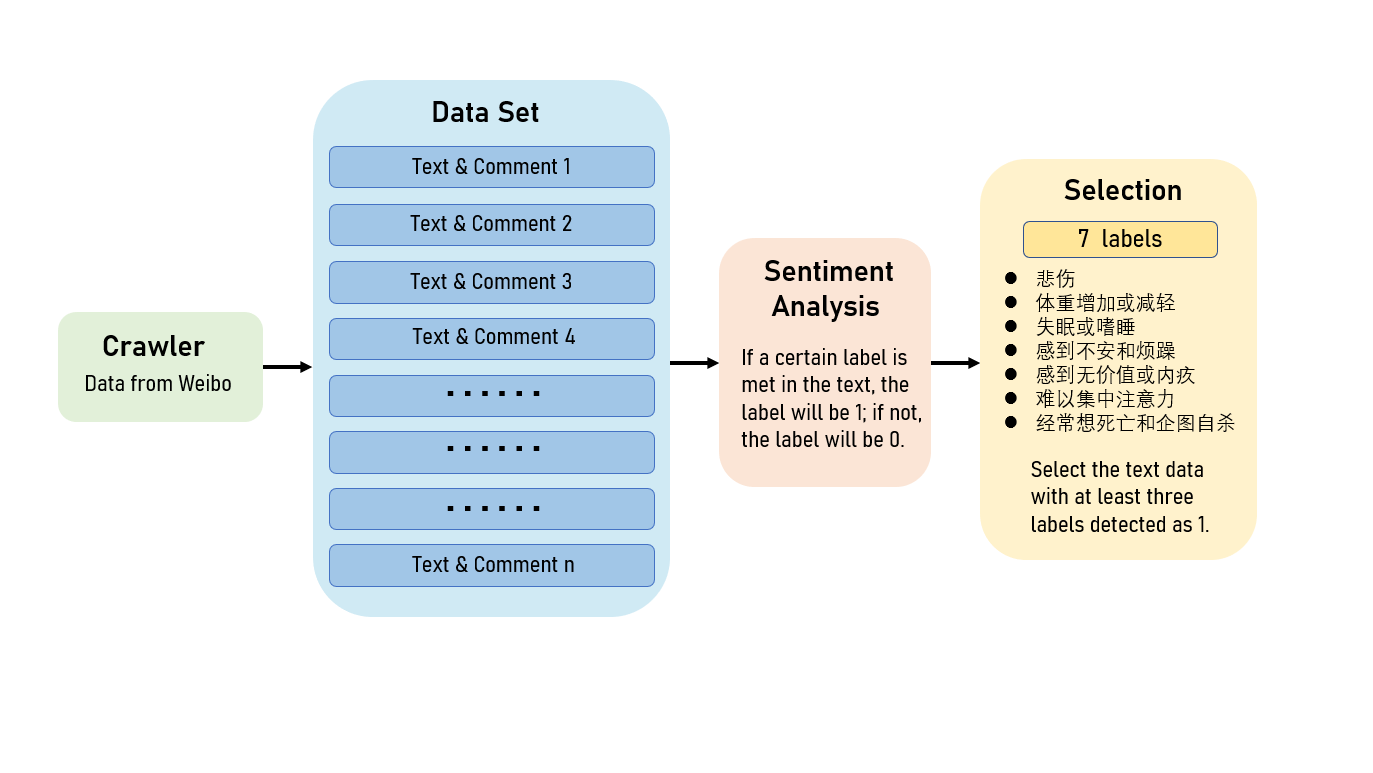 Crawler
Data from Weibo
Data Set
Text & Comment 1
Text & Comment 2
Text & Comment 3
Text & Comment 4
▪ ▪ ▪ ▪ ▪ ▪
▪ ▪ ▪ ▪ ▪ ▪
▪ ▪ ▪ ▪ ▪ ▪
Text & Comment n
Sentiment
Analysis
If a certain label is
met in the text, the
label will be 1; if not,
the label will be 0.
Selection
7 labels
● 悲伤
● 体重增加或减轻
● 失眠或嗜睡
● 感到不安和烦躁
● 感到无价值或内疚
● 难以集中注意力
● 经常想死亡和企图自杀
Select the text data
with at least three
labels detected as 1.